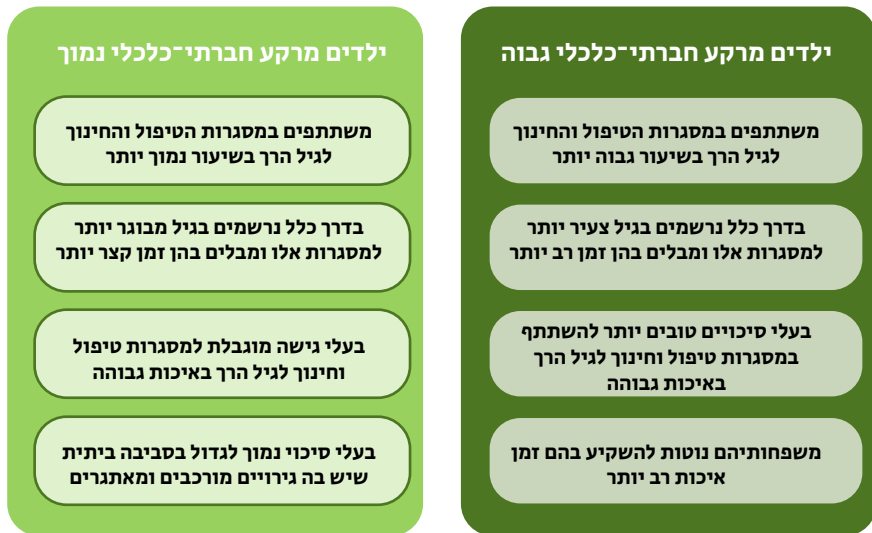 ילדים מרקע חברתי־כלכלי גבוה
משתתפים במסגרות הטיפול והחינוך
לגיל הרך בשיעור גבוה יותר
בדרך כלל נרשמים בגיל צעיר יותר
למסגרות אלו ומבלים בהן זמן רב יותר
בעלי סיכויים טובים יותר להשתתף
במסגרות טיפול וחינוך לגיל הרך
באיכות גבוהה
משפחותיהם נוטות להשקיע בהם זמן
איכות רב יותר
ילדים מרקע חברתי־כלכלי נמוך
משתתפים במסגרות הטיפול והחינוך
לגיל הרך בשיעור נמוך יותר
בדרך כלל נרשמים בגיל מבוגר יותר
למסגרות אלו ומבלים בהן זמן קצר יותר
בעלי גישה מוגבלת למסגרות טיפול
וחינוך לגיל הרך באיכות גבוהה
בעלי סיכוי נמוך לגדול בסביבה ביתית
שיש בה גירויים מורכבים ומאתגרים